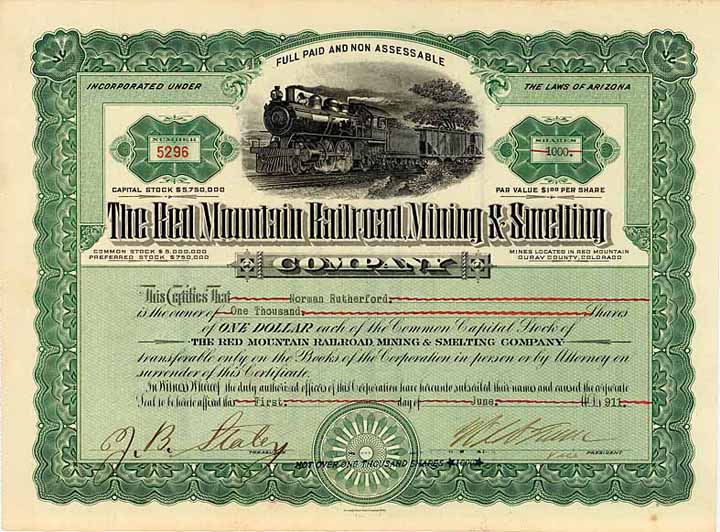 FULL PAID AND NON ASSESSABLE
INCORPORATED UNDER
THE LAWS OF ARIZONA
NUMBER
5296
SHARES
1000.
CAPITAL STOCK $5,750,000
PAR VALUE $1.00 PER SHARE
The Red Mountain Railroad, Mining & Smelting
COMMON STOCK $5,000,000
PREFERRED STOCK $750,000
MINES LOCATED IN RED MOUNTAIN
OURAY COUNTY, COLORADO
COMPANY
This Certifies That Norman Rutherford.
is the owner of One Thousand. Shares
of ONE DOLLAR each of the Common Capital Stock of
THE RED MOUNTAIN RAILROAD, MINING & SMELTING COMPANY
transferable only on the Books of the Corporation in person or by Attorney on
surrender of this Certificate.
In Witness Whereof the duly authorized officers of this Corporation have hereunto subscribed their names and caused the corporate
Seal to be hereto affixed this First. day of June. 1911.
J. B. Staley
TREASURER
PRESIDENT
NOT OVER ONE THOUSAND SHARES